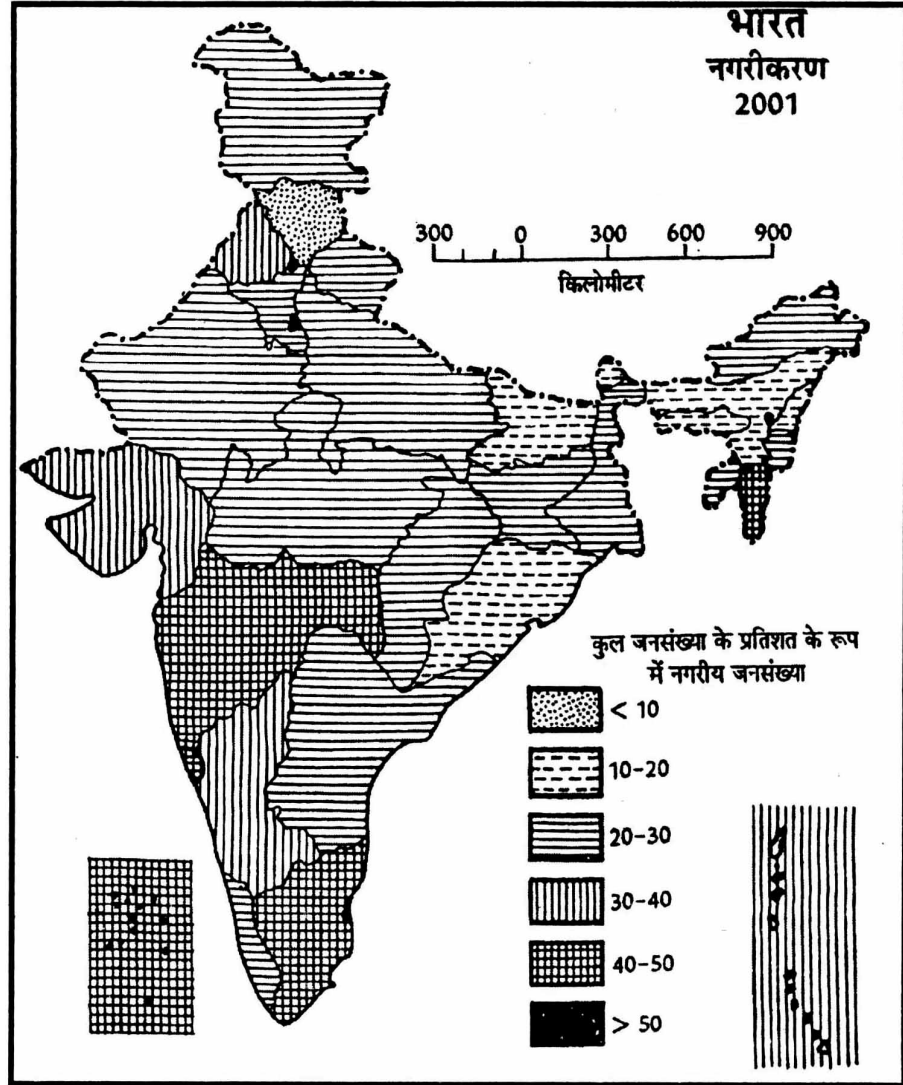 भारत
नगरीकरण
2001
300 0 300 600 900
किलोमीटर
कुल जनसंख्या के प्रतिशत के रूप
में नगरीय जनसंख्या
< 10
10-20
20-30
30-40
40-50
> 50